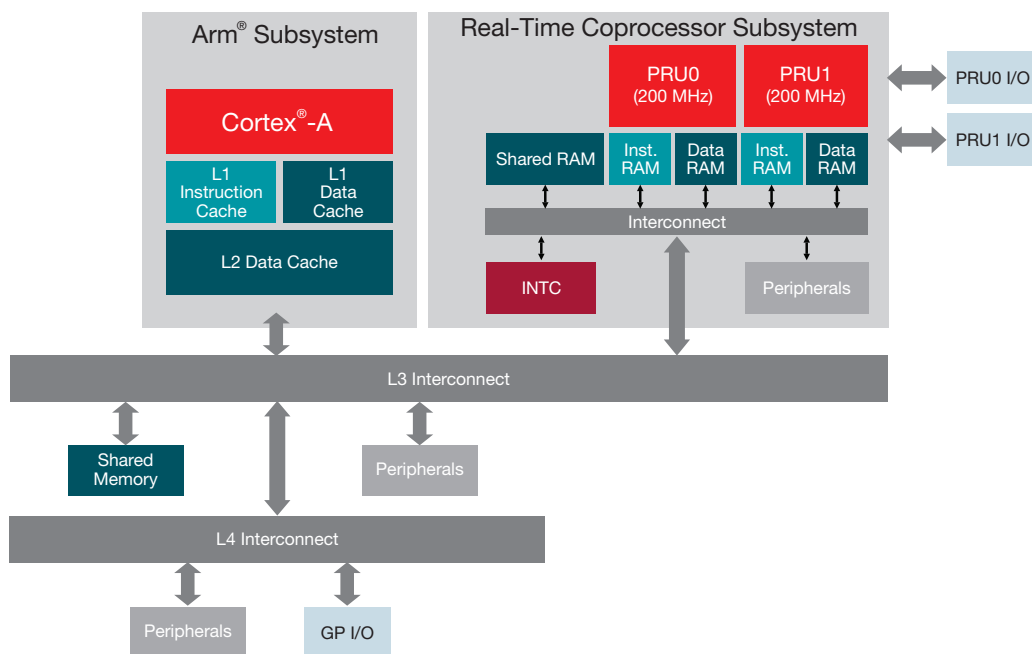 Arm® Subsystem
Real-Time Coprocessor Subsystem
Cortex®-A
L1
Instruction
Cache
L1
Data
Cache
L2 Data Cache
PRU0
(200 MHz)
PRU1
(200 MHz)
PRU0 I/O
PRU1 I/O
Shared RAM
Inst.
RAM
Data
RAM
Inst.
RAM
Data
RAM
Interconnect
INTC
Peripherals
L3 Interconnect
Shared
Memory
Peripherals
L4 Interconnect
Peripherals
GP I/O